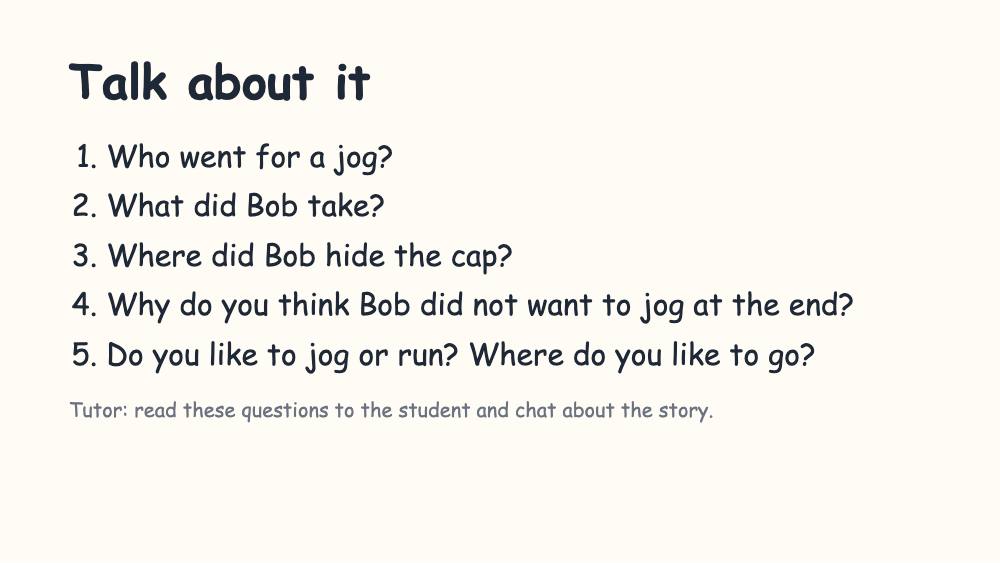 Talk about it
1. Who went for a jog?
2. What did Bob take?
3. Where did Bob hide the cap?
4. Why do you think Bob did not want to jog at the end?
5. Do you like to jog or run? Where do you like to go?
Tutor: read these questions to the student and chat about the story.